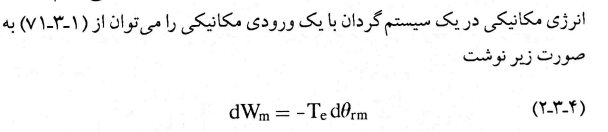 انرژی مکانیکی در یک سیستم گردان با یک ورودی مکانیکی را می‌توان از (۱-۳-۷۱) به
صورت زیر نوشت
dWₘ = -Tₑ dθᵣₘ (۲-۳-۴)